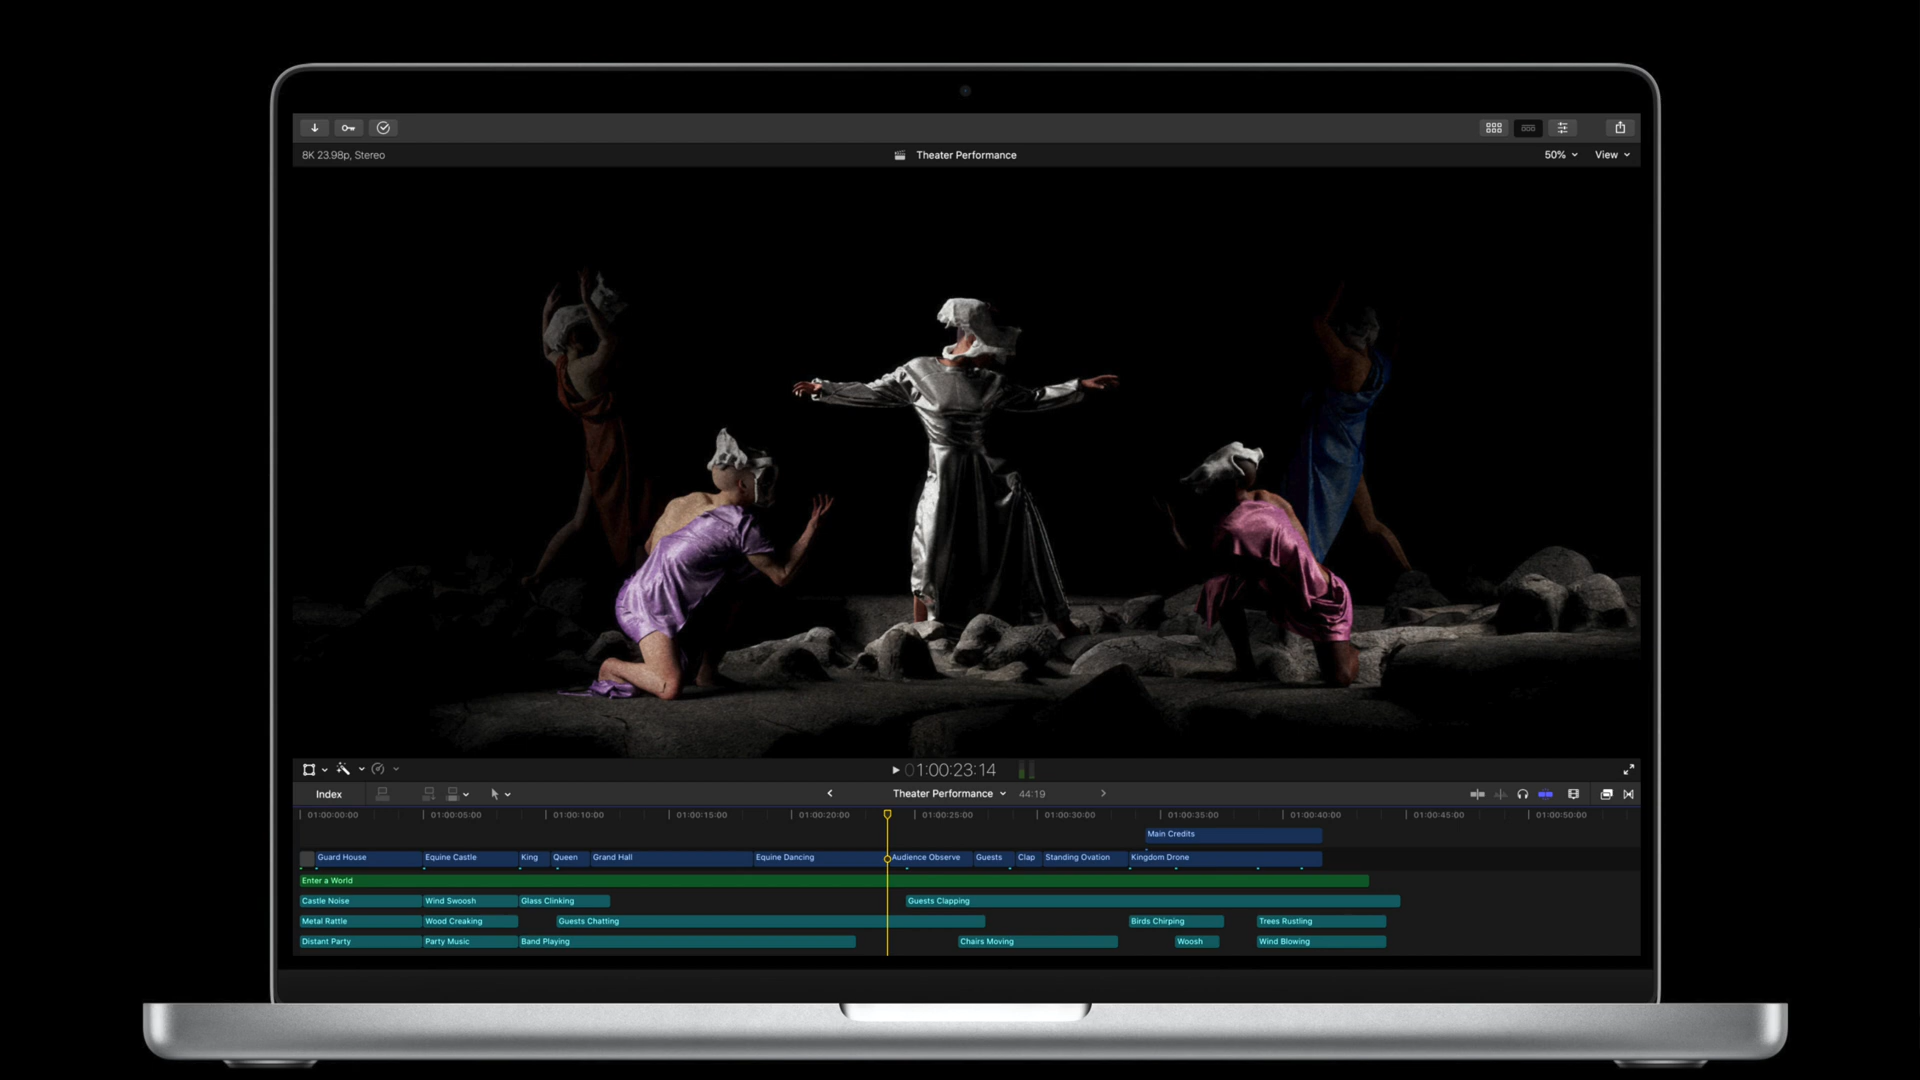 8K 23.98p, Stereo
Theater Performance
50%
View
01:00:23:14
Index
Theater Performance
44:19
01:00:00:00
01:00:05:00
01:00:10:00
01:00:15:00
01:00:20:00
01:00:25:00
01:00:30:00
01:00:35:00
01:00:40:00
01:00:45:00
01:00:50:00
Main Credits
Guard House
Equine Castle
King
Queen
Grand Hall
Equine Dancing
Audience Observe
Guests
Clap
Standing Ovation
Kingdom Drone
Enter a World
Castle Noise
Wind Swoosh
Glass Clinking
Guests Clapping
Metal Rattle
Wood Creaking
Guests Chatting
Birds Chirping
Trees Rustling
Distant Party
Party Music
Band Playing
Chairs Moving
Woosh
Wind Blowing